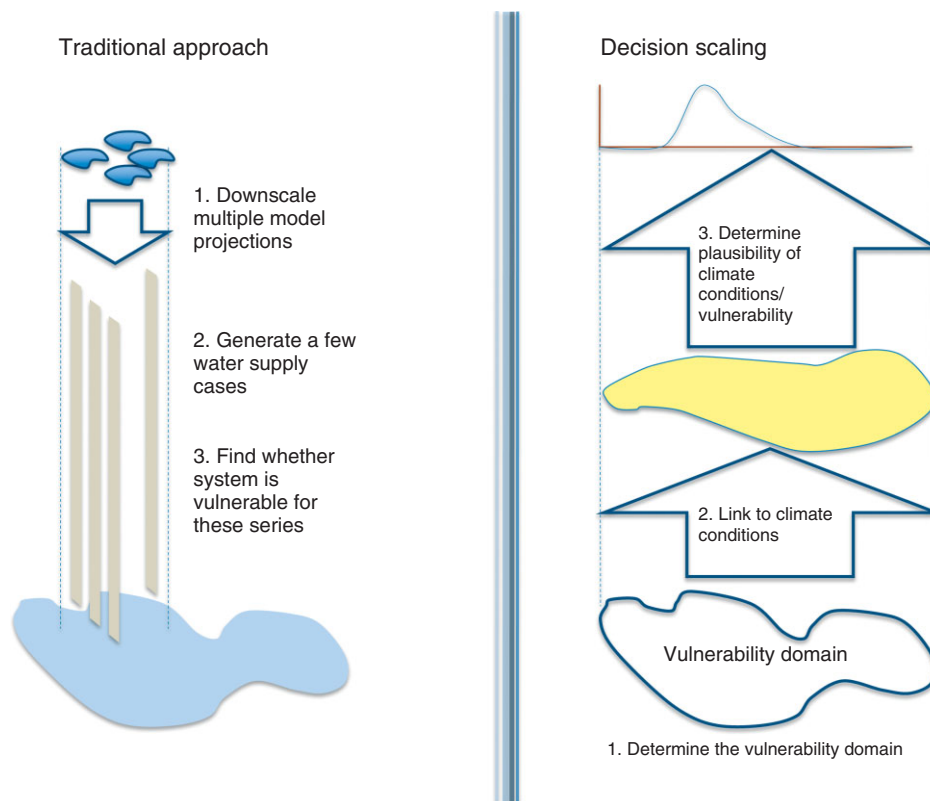 Traditional approach
1. Downscale
multiple model
projections
2. Generate a few
water supply
cases
3. Find whether
system is
vulnerable for
these series
Decision scaling
3. Determine
plausibility of
climate
conditions/
vulnerability
2. Link to climate
conditions
Vulnerability domain
1. Determine the vulnerability domain